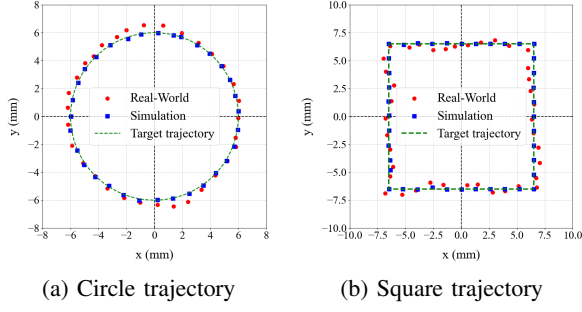 8
6
4
2
0
−2
−4
−6
−8
y (mm)
−8 −6 −4 −2 0 2 4 6 8
x (mm)
Real-World
Simulation
Target trajectory
(a) Circle trajectory
10.0
7.5
5.0
2.5
0.0
−2.5
−5.0
−7.5
−10.0
y (mm)
−10.0 −7.5 −5.0 −2.5 0.0 2.5 5.0 7.5 10.0
x (mm)
Real-World
Simulation
Target trajectory
(b) Square trajectory